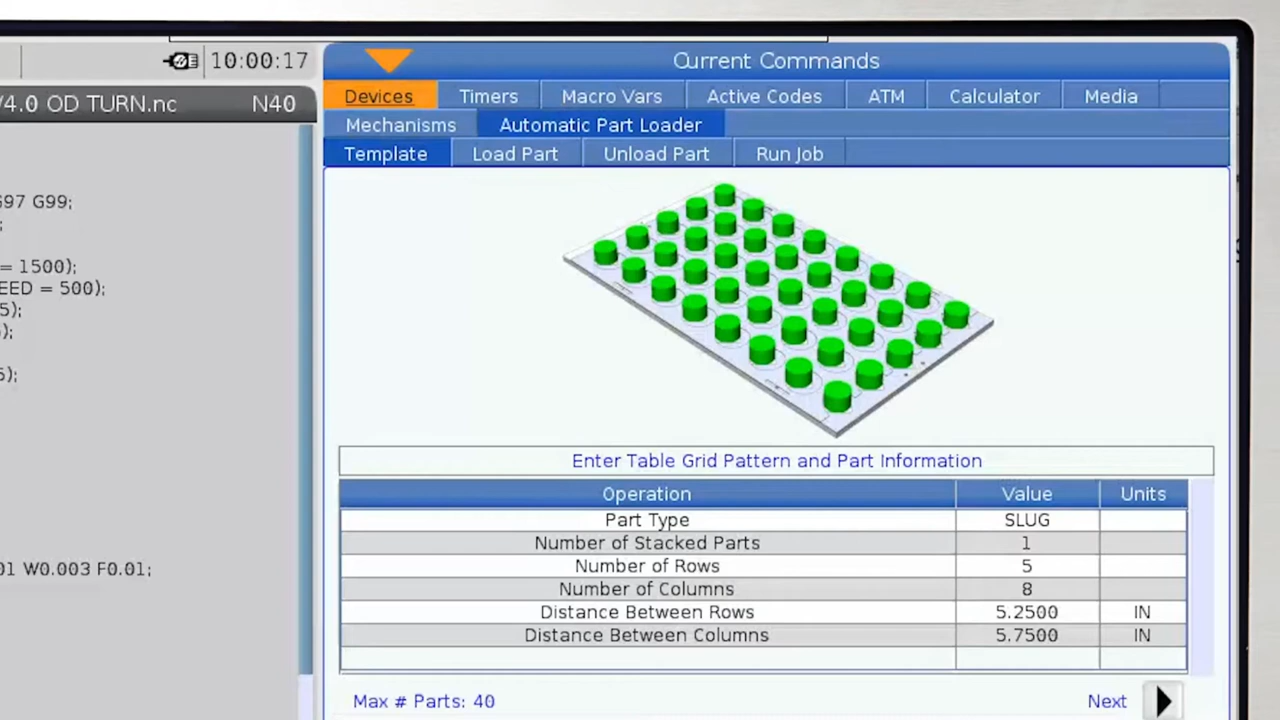 10:00:17
/4.0 OD TURN.nc N40
G97 G99;
;
= 1500);
EED = 500);
5);
);
5);
01 W0.003 F0.01;
Current Commands
Devices Timers Macro Vars Active Codes ATM Calculator Media
Mechanisms Automatic Part Loader
Template Load Part Unload Part Run Job
Enter Table Grid Pattern and Part Information
Operation Value Units
Part Type SLUG
Number of Stacked Parts 1
Number of Rows 5
Number of Columns 8
Distance Between Rows 5.2500 IN
Distance Between Columns 5.7500 IN
Max # Parts: 40 Next